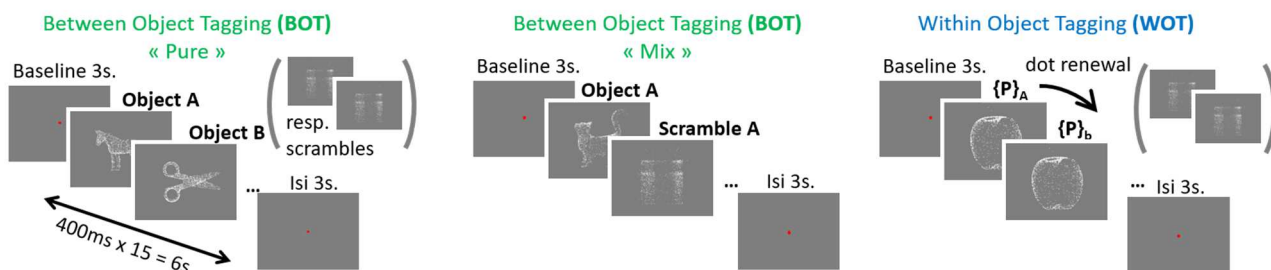 Between Object Tagging (BOT)
« Pure »
Baseline 3s.
Object A
Object B
resp.
scrambles
...
Isi 3s.
400ms x 15 = 6s
Between Object Tagging (BOT)
« Mix »
Baseline 3s.
Object A
Scramble A
...
Isi 3s.
Within Object Tagging (WOT)
Baseline 3s.
dot renewal
{P}A
{P}b
...
Isi 3s.